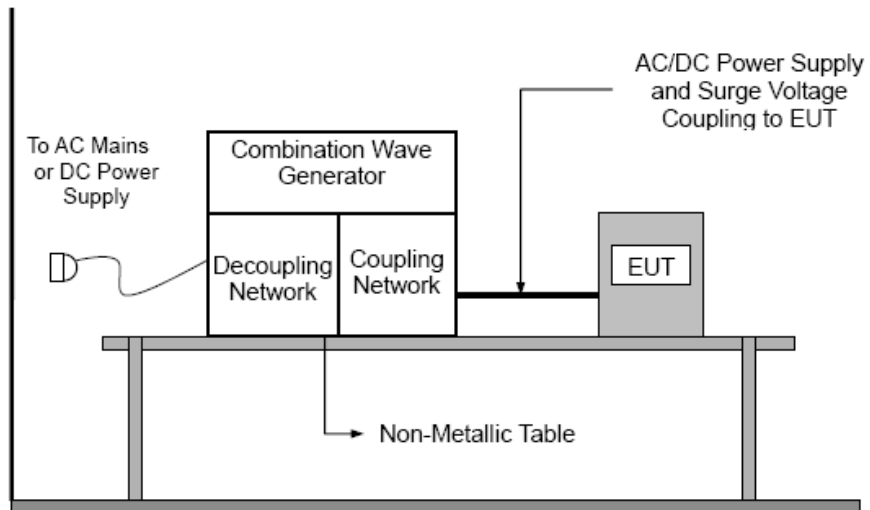 AC/DC Power Supply
and Surge Voltage
Coupling to EUT
To AC Mains
or DC Power
Supply
Combination Wave
Generator
Decoupling
Network
Coupling
Network
EUT
Non-Metallic Table